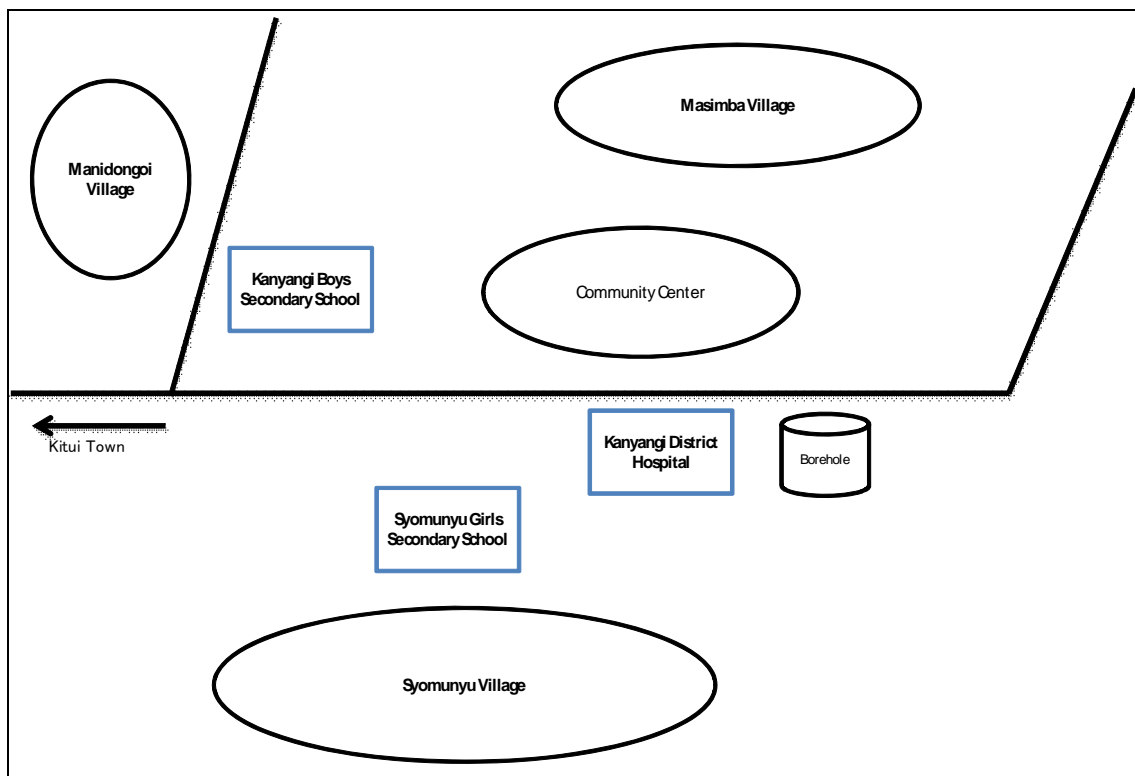 Masimba Village
Manidongoi
Village
Kanyangi Boys
Secondary School
Community Center
Kitui Town
Kanyangi District
Hospital
Borehole
Syomunyu Girls
Secondary School
Syomunyu Village